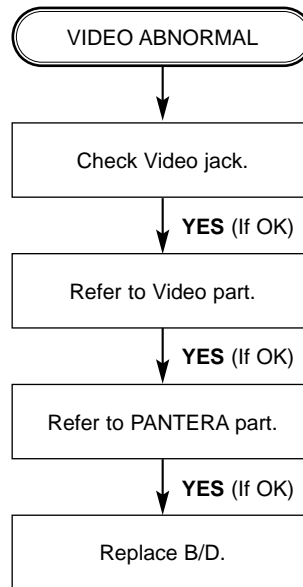 VIDEO ABNORMAL
Check Video jack.
YES (If OK)
Refer to Video part.
YES (If OK)
Refer to PANTERA part.
YES (If OK)
Replace B/D.